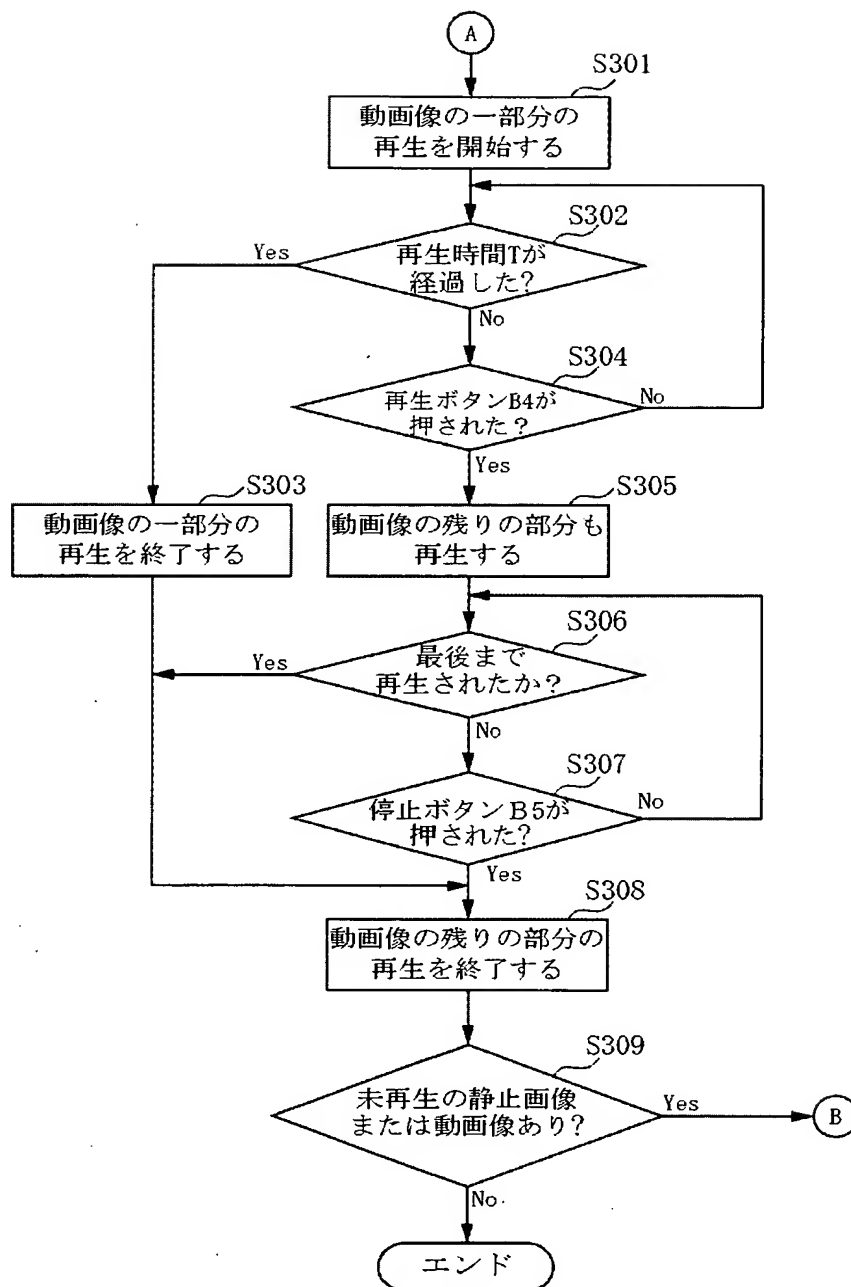 A
S301
動画像の一部分の
再生を開始する
S302
再生時間Tが
経過した?
Yes
No
S304
再生ボタンB4が
押された?
No
Yes
S303
動画像の一部分の
再生を終了する
S305
動画像の残りの部分も
再生する
S306
最後まで
再生されたか?
Yes
No
S307
停止ボタンB5が
押された?
No
Yes
S308
動画像の残りの部分の
再生を終了する
S309
未再生の静止画像
または動画像あり?
Yes
B
No
エンド